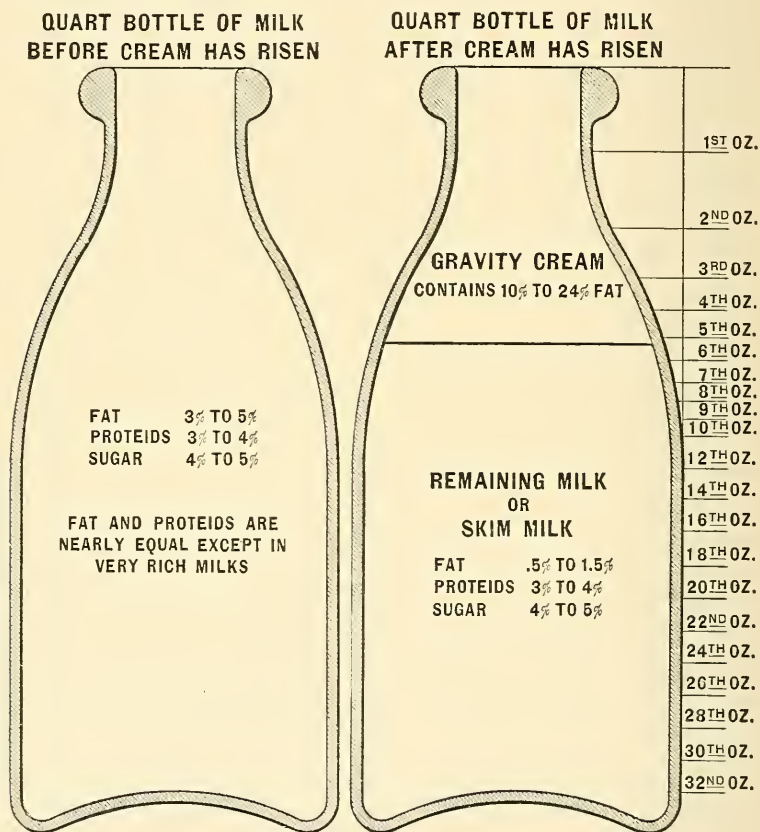 QUART BOTTLE OF MILK
BEFORE CREAM HAS RISEN
FAT 3% TO 5%
PROTEIDS 3% TO 4%
SUGAR 4% TO 5%
FAT AND PROTEIDS ARE
NEARLY EQUAL EXCEPT IN
VERY RICH MILKS
QUART BOTTLE OF MILK
AFTER CREAM HAS RISEN
GRAVITY CREAM
CONTAINS 10% TO 24% FAT
REMAINING MILK
OR
SKIM MILK
FAT .5% TO 1.5%
PROTEIDS 3% TO 4%
SUGAR 4% TO 5%
1ST OZ.
2ND OZ.
3RD OZ.
4TH OZ.
5TH OZ.
6TH OZ.
7TH OZ.
8TH OZ.
9TH OZ.
10TH OZ.
12TH OZ.
14TH OZ.
16TH OZ.
18TH OZ.
20TH OZ.
22ND OZ.
24TH OZ.
26TH OZ.
28TH OZ.
30TH OZ.
32ND OZ.